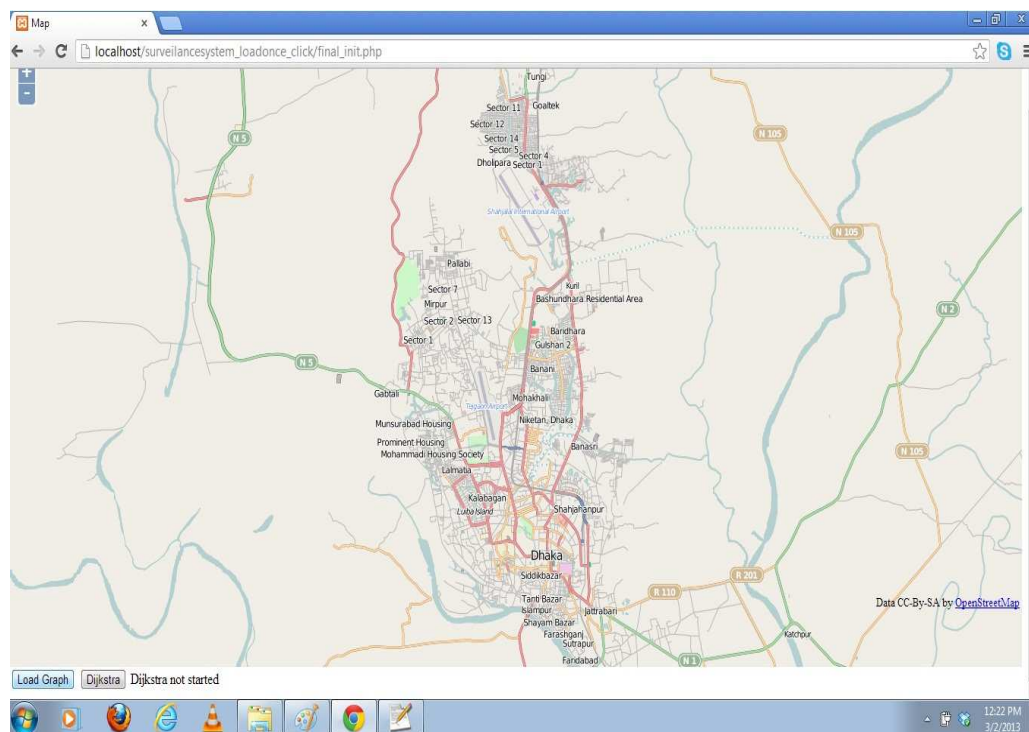 Map
x
localhost/surveilancesystem_loadonce_click/final_init.php
+
-
Tungi
Sector 11
Goaltek
Sector 12
N 5
N 105
Sector 14
Sector 5
Sector 4
Dholipara
Sector 1
Shahjalal International Airport
N 105
Pallabi
Kuril
Sector 7
Bashundhara Residential Area
Mirpur
N 2
Sector 2
Sector 13
Baridhara
Sector 1
Gulshan 2
N 5
Banani
Gabtali
Mohakhali
Tejgaon Airport
Munsurabad Housing
Niketan, Dhaka
Prominent Housing
Banasri
Mohammadi Housing Society
N 105
Lalmatia
Kalabagan
Luba Island
Shahjahanpur
Dhaka
Siddikbazar
R 201
R 110
Tanti Bazar
Data CC-By-SA by OpenStreetMap
Islampur
Jattrabari
Shayam Bazar
Farashganj
Katchpur
Sutrapur
Faridabad
N 1
Load Graph
Dijkstra
Dijkstra not started
12:22 PM
3/2/2013